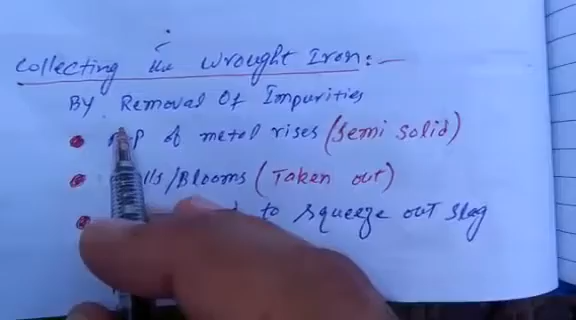 Collecting the Wrought Iron:-
By Removal Of Impurities
of metal rises (Semi Solid)
/Blooms (Taken out)
to squeeze out slag